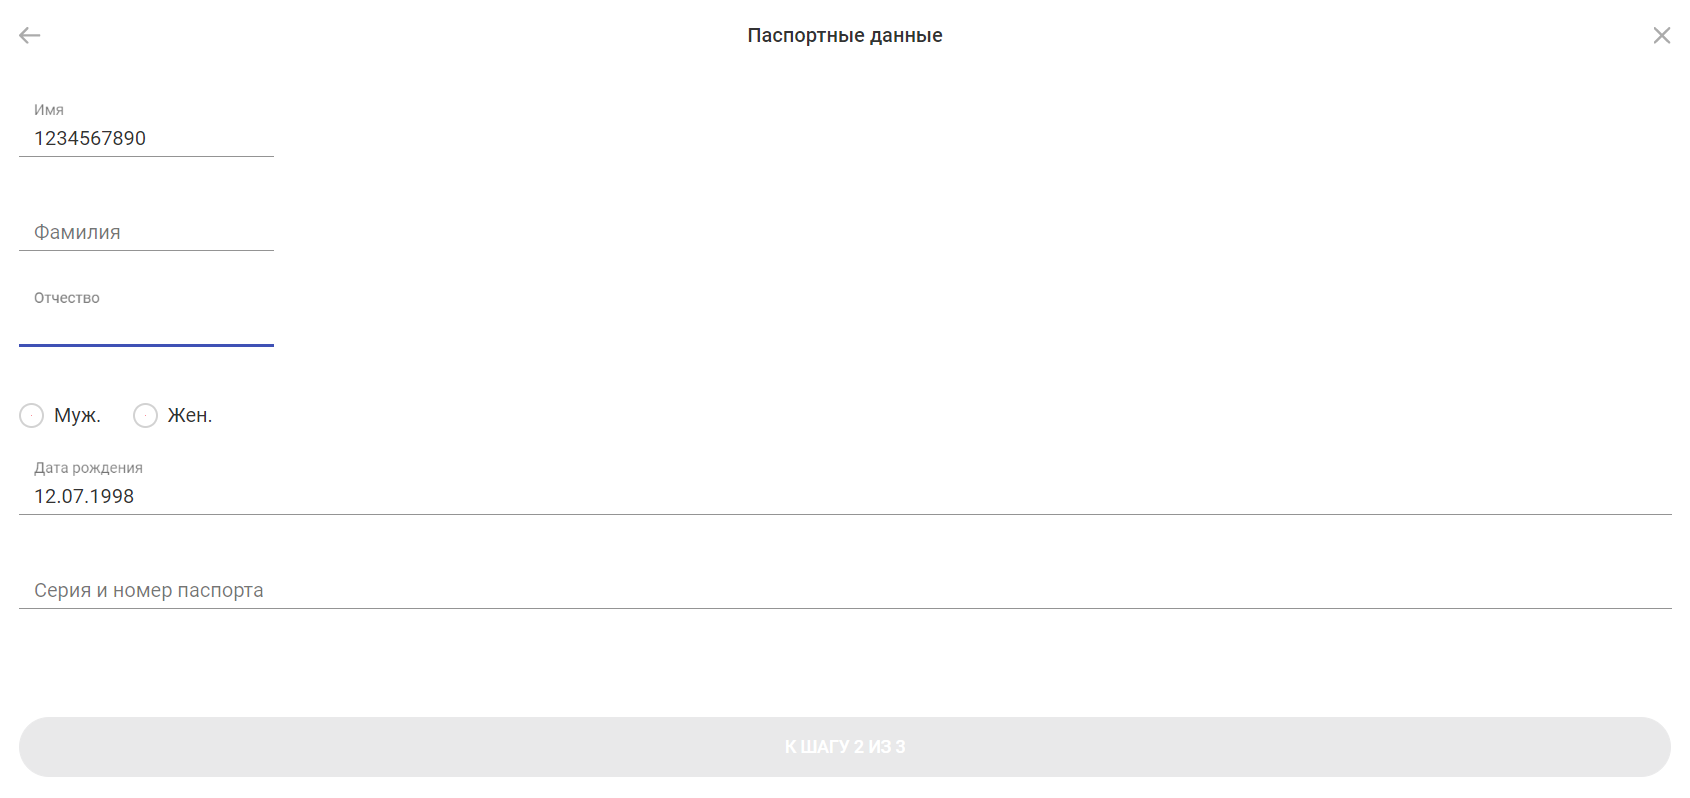 Паспортные данные
Имя
1234567890
Фамилия
Отчество
Муж. Жен.
Дата рождения
12.07.1998
Серия и номер паспорта
К ШАГУ 2 ИЗ 3